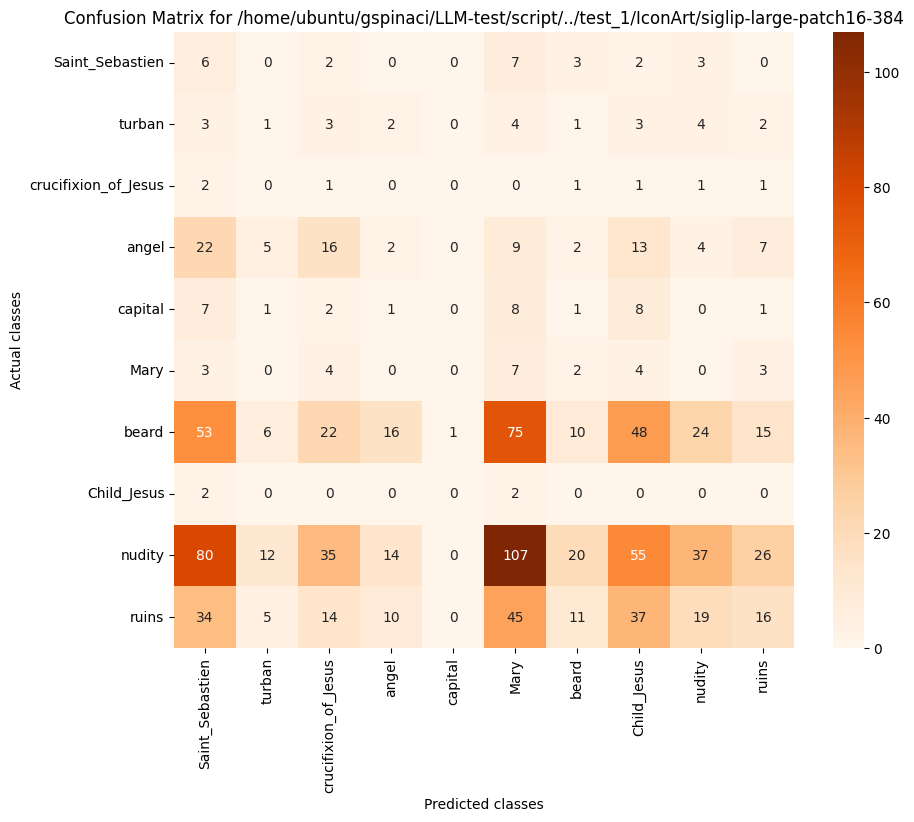 Confusion Matrix for /home/ubuntu/gspinaci/LLM-test/script/../test_1/IconArt/siglip-large-patch16-384
Saint_Sebastien 6 0 2 0 0 7 3 2 3 0
turban 3 1 3 2 0 4 1 3 4 2
crucifixion_of_Jesus 2 0 1 0 0 0 1 1 1 1
angel 22 5 16 2 0 9 2 13 4 7
capital 7 1 2 1 0 8 1 8 0 1
Mary 3 0 4 0 0 7 2 4 0 3
beard 53 6 22 16 1 75 10 48 24 15
Child_Jesus 2 0 0 0 0 2 0 0 0 0
nudity 80 12 35 14 0 107 20 55 37 26
ruins 34 5 14 10 0 45 11 37 19 16
Saint_Sebastien turban crucifixion_of_Jesus angel capital Mary beard Child_Jesus nudity ruins
Predicted classes
Actual classes
100
80
60
40
20
0